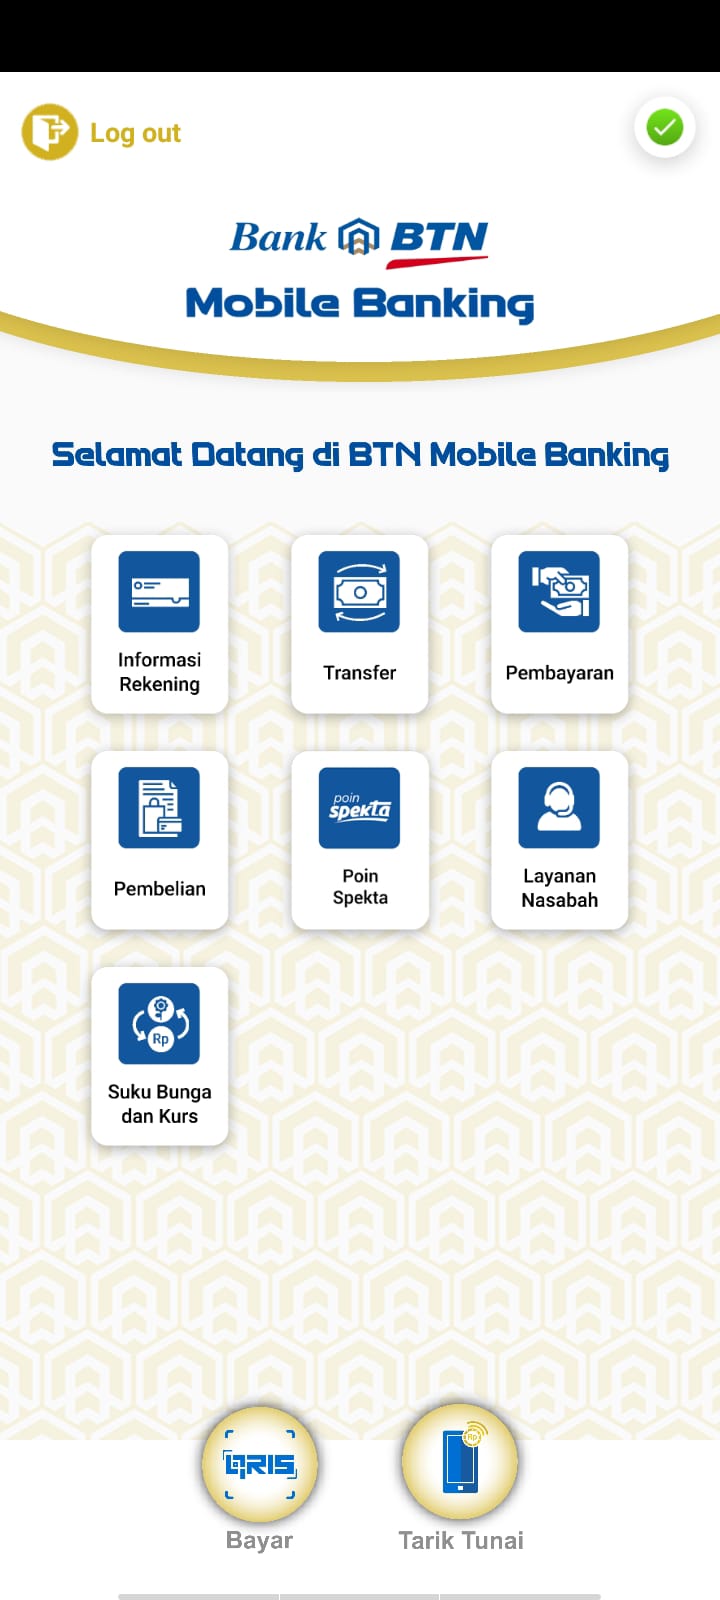 Log out
Bank BTN
Mobile Banking
Selamat Datang di BTN Mobile Banking
Informasi
Rekening
Transfer
Pembayaran
Pembelian
poin
spekta
Poin
Spekta
Layanan
Nasabah
Rp
Suku Bunga
dan Kurs
QRIS
Rp
Bayar
Tarik Tunai